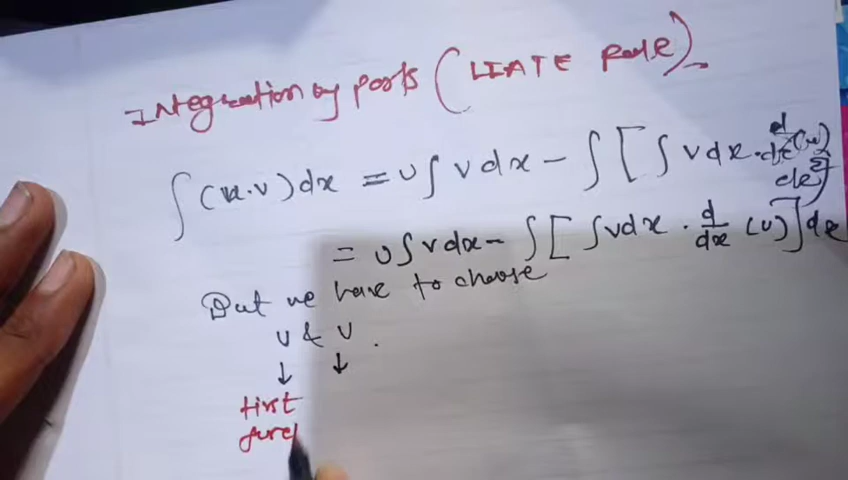 Integration by parts (LIATE Rule)
∫(u.v)dx = u∫vdx - ∫[∫vdx.d/dx(u)]dx
= u∫vdx - ∫[∫vdx.d/dx(u)]dx
But we have to choose
u & v.
↓ ↓
First
func